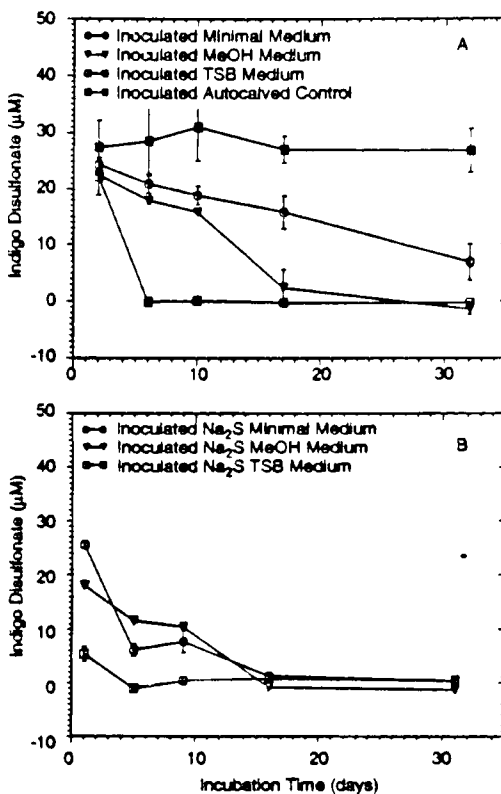 50
Inoculated Minimal Medium
A
Inoculated MeOH Medium
40
Inoculated TSB Medium
Inoculated Autocalved Control
30
20
10
0
-10
Indigo Disulfonate (µM)
0
10
20
30
50
Inoculated Na2S Minimal Medium
B
Inoculated Na2S MeOH Medium
40
Inoculated Na2S TSB Medium
30
20
10
0
-10
Indigo Disulfonate (µM)
0
10
20
30
Incubation Time (days)